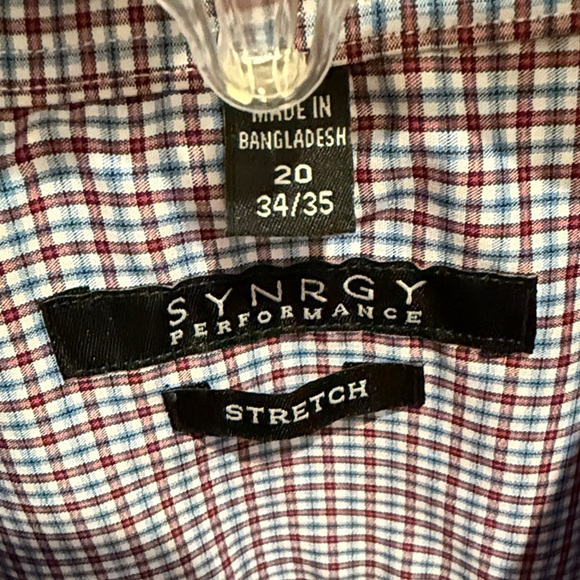 MADE IN
BANGLADESH
20
34/35
SYNRGY
PERFORMANCE
STRETCH